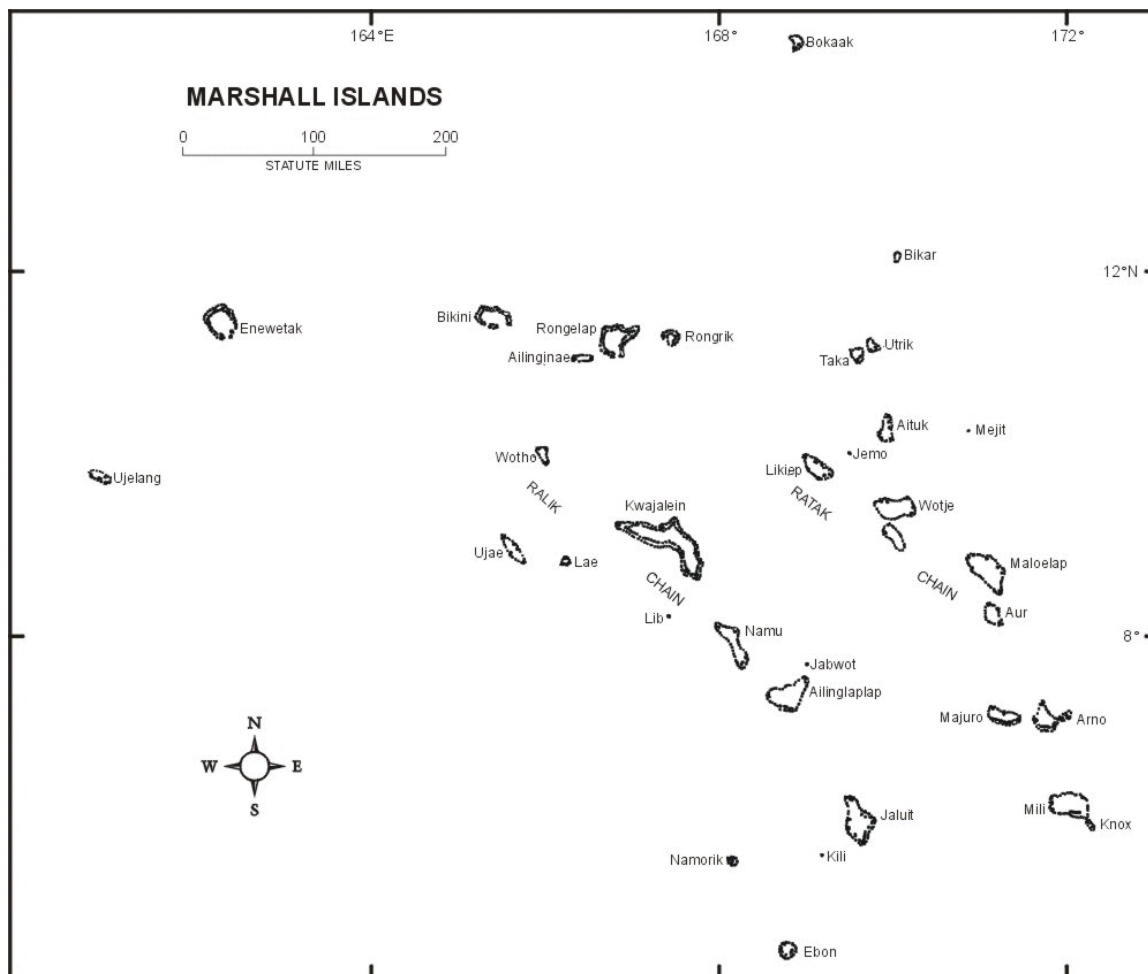 164°E
168°
172°
Bokaak
MARSHALL ISLANDS
0 100 200
STATUTE MILES
Bikar
12°N
Bikini
Enewetak
Rongelap
Rongrik
Utrik
Ailinginae
Taka
Aituk
Mejit
Wotho
Jemo
Likiep
Ujelang
RALIK
RATAK
Wotje
Kwajalein
Ujae
Lae
Maloelap
CHAIN
CHAIN
Lib
Aur
Namu
8°
Jabwot
Ailinglaplap
Majuro
Arno
N
W E
S
Mili
Jaluit
Knox
Namorik
Kili
Ebon